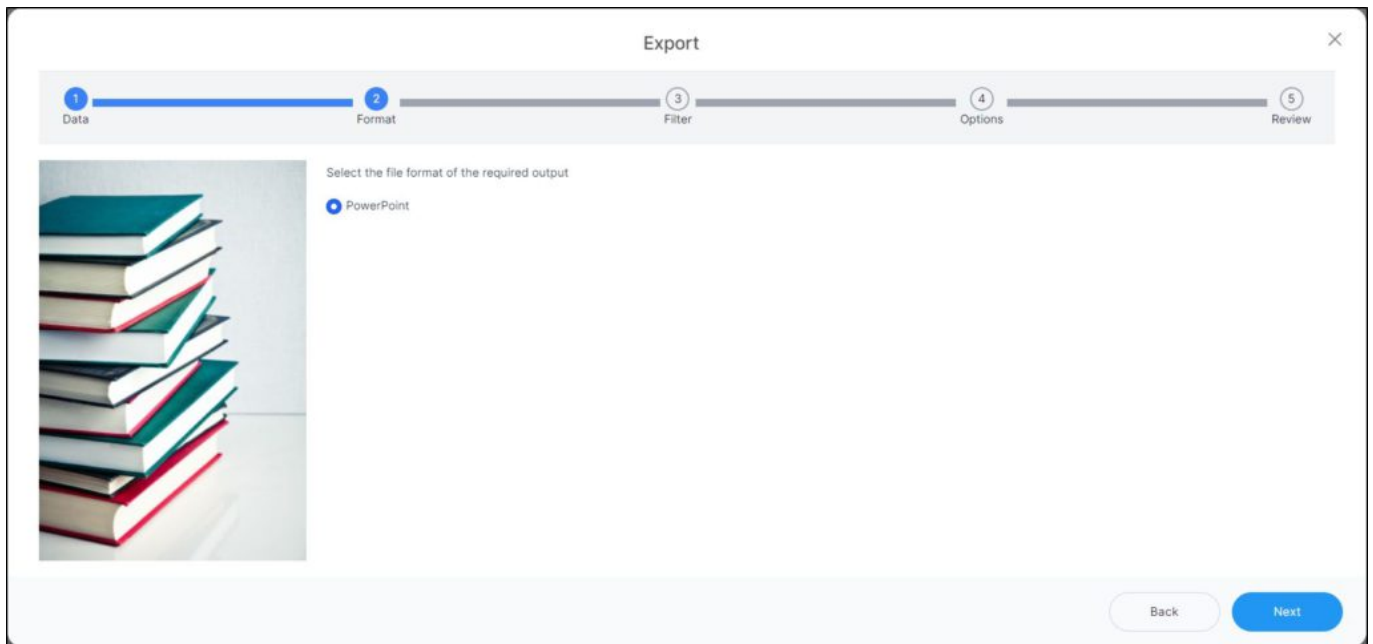 Export
1
Data
2
Format
3
Filter
4
Options
5
Review
Select the file format of the required output
PowerPoint
Back
Next